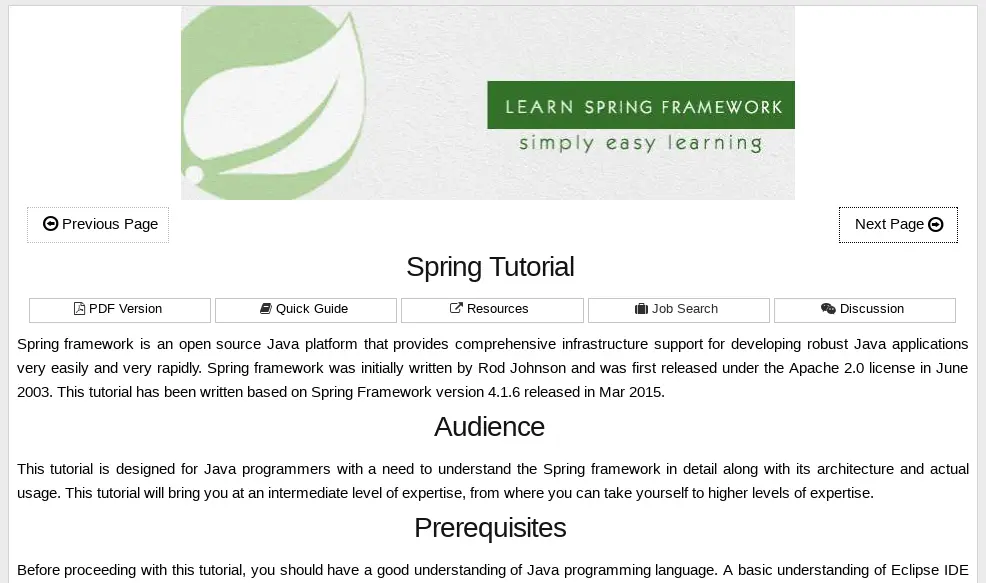 LEARN SPRING FRAMEWORK
simply easy learning
Previous Page
Next Page
Spring Tutorial
PDF Version
Quick Guide
Resources
Job Search
Discussion
Spring framework is an open source Java platform that provides comprehensive infrastructure support for developing robust Java applications
very easily and very rapidly. Spring framework was initially written by Rod Johnson and was first released under the Apache 2.0 license in June
2003. This tutorial has been written based on Spring Framework version 4.1.6 released in Mar 2015.
Audience
This tutorial is designed for Java programmers with a need to understand the Spring framework in detail along with its architecture and actual
usage. This tutorial will bring you at an intermediate level of expertise, from where you can take yourself to higher levels of expertise.
Prerequisites
Before proceeding with this tutorial, you should have a good understanding of Java programming language. A basic understanding of Eclipse IDE